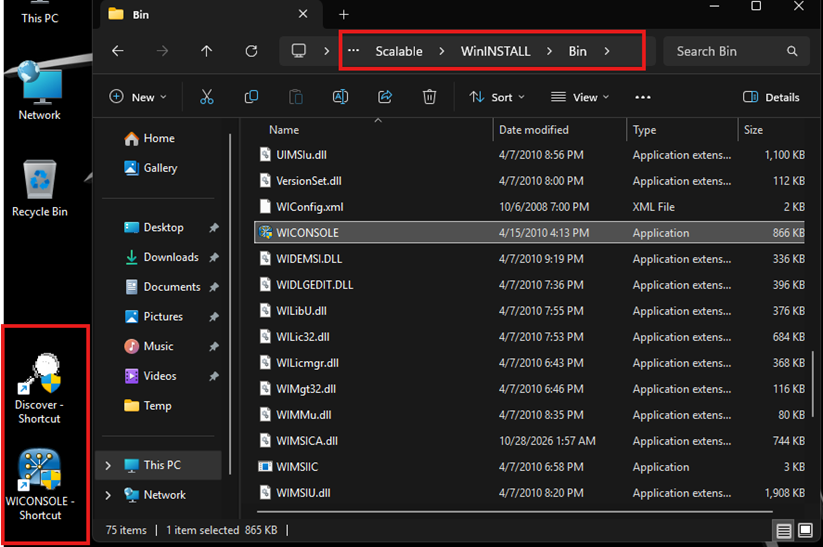 This PC
Network
Recycle Bin
Discover -
Shortcut
WICONSOLE -
Shortcut
Bin
Scalable WinINSTALL Bin
Search Bin
New Sort View Details
Home
Gallery
Desktop
Downloads
Documents
Pictures
Music
Videos
Temp
This PC
Network
Name Date modified Type Size
UIMSIu.dll 4/7/2010 8:56 PM Application extens... 1,100 KB
VersionSet.dll 4/7/2010 8:00 PM Application extens... 112 KB
WIConfig.xml 10/6/2008 7:00 PM XML File 2 KB
WICONSOLE 4/15/2010 4:13 PM Application 866 KB
WIDEMSI.DLL 4/7/2010 9:19 PM Application extens... 336 KB
WIDLGEDIT.DLL 4/7/2010 7:36 PM Application extens... 396 KB
WILibU.dll 4/7/2010 7:55 PM Application extens... 376 KB
WILic32.dll 4/7/2010 7:53 PM Application extens... 684 KB
WILicmgr.dll 4/7/2010 6:43 PM Application extens... 368 KB
WIMgt32.dll 4/7/2010 6:46 PM Application extens... 116 KB
WIMMu.dll 4/7/2010 8:35 PM Application extens... 80 KB
WIMSICA.dll 10/28/2026 1:57 AM Application extens... 744 KB
WIMSIIC 4/7/2010 6:58 PM Application 3 KB
WIMSIU.dll 4/7/2010 8:20 PM Application extens... 1,908 KB
75 items 1 item selected 865 KB